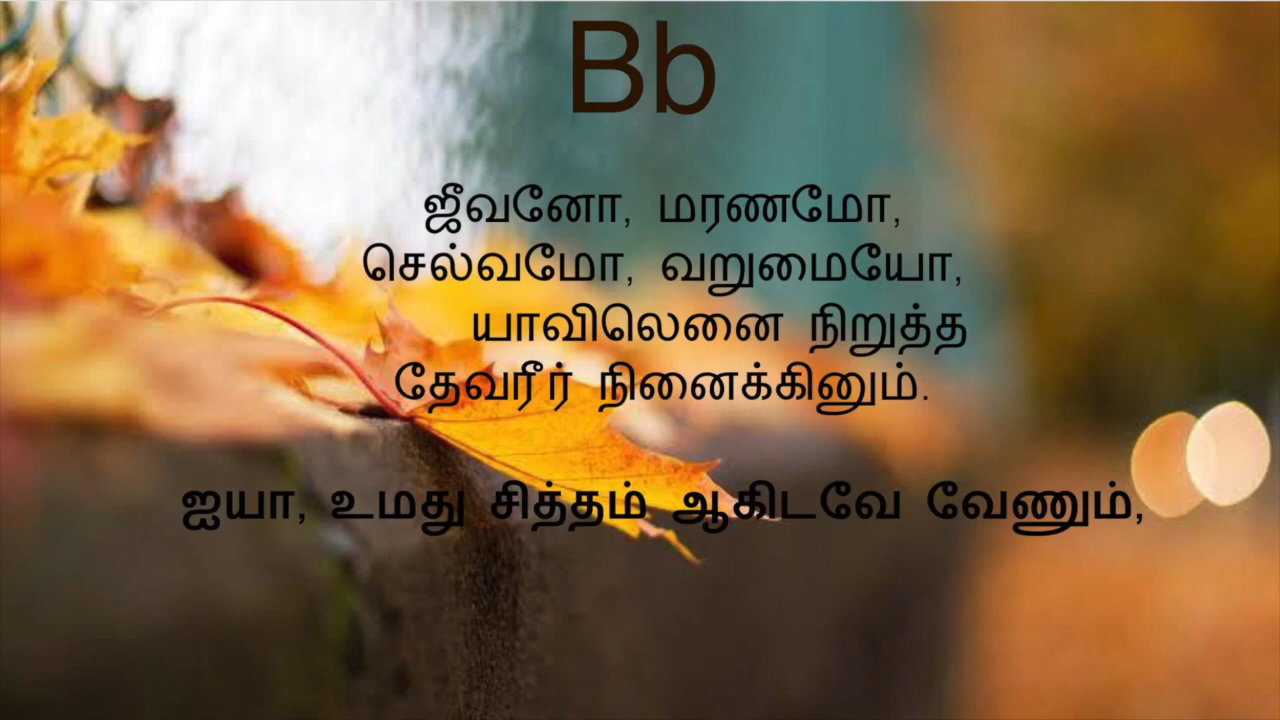 Bb
ஜீவனோ, மரணமோ,
செல்வமோ, வறுமையோ,
யாவிலெனை நிறுத்த
தேவரீர் நினைக்கினும்.
ஐயா, உமது சித்தம் ஆகிடவே வேணும்,